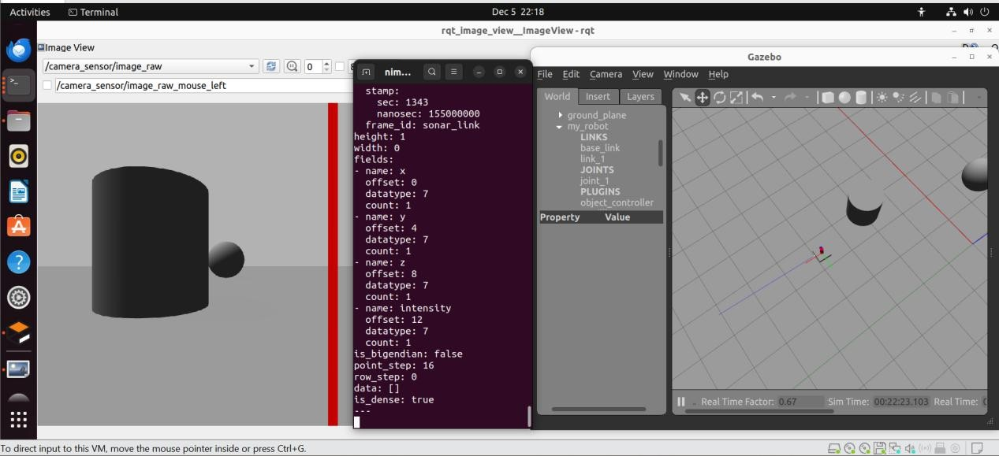 Activities
Terminal
Dec 5 22:18
rqt_image_view__ImageView - rqt
Image View
/camera_sensor/image_raw
0
/camera_sensor/image_raw_mouse_left
nim...
stamp:
sec: 1343
nanosec: 155000000
frame_id: sonar_link
height: 1
width: 0
fields:
- name: x
offset: 0
datatype: 7
count: 1
- name: y
offset: 4
datatype: 7
count: 1
- name: z
offset: 8
datatype: 7
count: 1
- name: intensity
offset: 12
datatype: 7
count: 1
is_bigendian: false
point_step: 16
row_step: 0
data: []
is_dense: true
---
Gazebo
File Edit Camera View Window Help
World Insert Layers
ground_plane
my_robot
LINKS
base_link
link_1
JOINTS
joint_1
PLUGINS
object_controller
Property Value
Real Time Factor: 0.67 Sim Time: 00:22:23.103 Real Time:
To direct input to this VM, move the mouse pointer inside or press Ctrl+G.